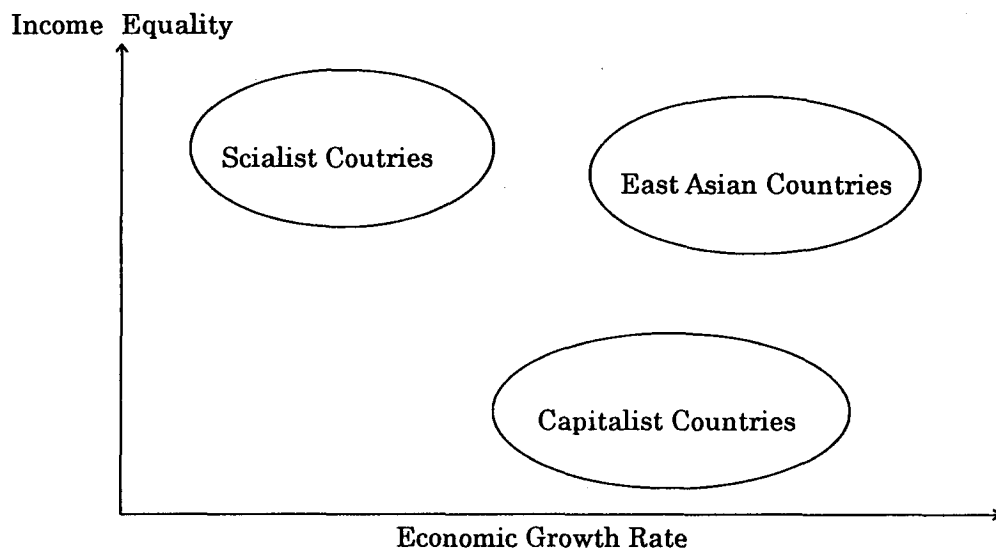 Income Equality
Scialist Coutries
East Asian Countries
Capitalist Countries
Economic Growth Rate